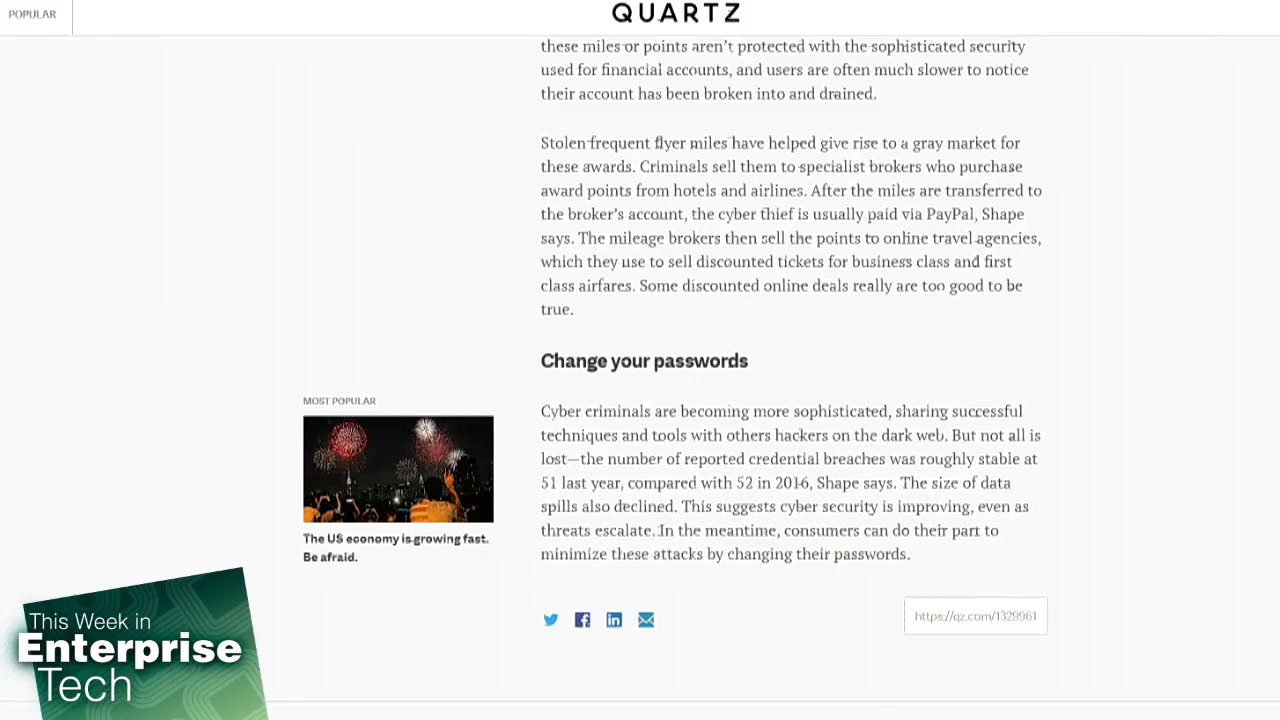 POPULAR
QUARTZ
these miles or points aren't protected with the sophisticated security
used for financial accounts, and users are often much slower to notice
their account has been broken into and drained.
Stolen frequent flyer miles have helped give rise to a gray market for
these awards. Criminals sell them to specialist brokers who purchase
award points from hotels and airlines. After the miles are transferred to
the broker's account, the cyber thief is usually paid via PayPal, Shape
says. The mileage brokers then sell the points to online travel agencies,
which they use to sell discounted tickets for business class and first
class airfares. Some discounted online deals really are too good to be
true.
Change your passwords
Cyber criminals are becoming more sophisticated, sharing successful
techniques and tools with others hackers on the dark web. But not all is
lost—the number of reported credential breaches was roughly stable at
51 last year, compared with 52 in 2016, Shape says. The size of data
spills also declined. This suggests cyber security is improving, even as
threats escalate. In the meantime, consumers can do their part to
minimize these attacks by changing their passwords.
MOST POPULAR
The US economy is growing fast.
Be afraid.
https://qz.com/1329961
This Week in
Enterprise
Tech